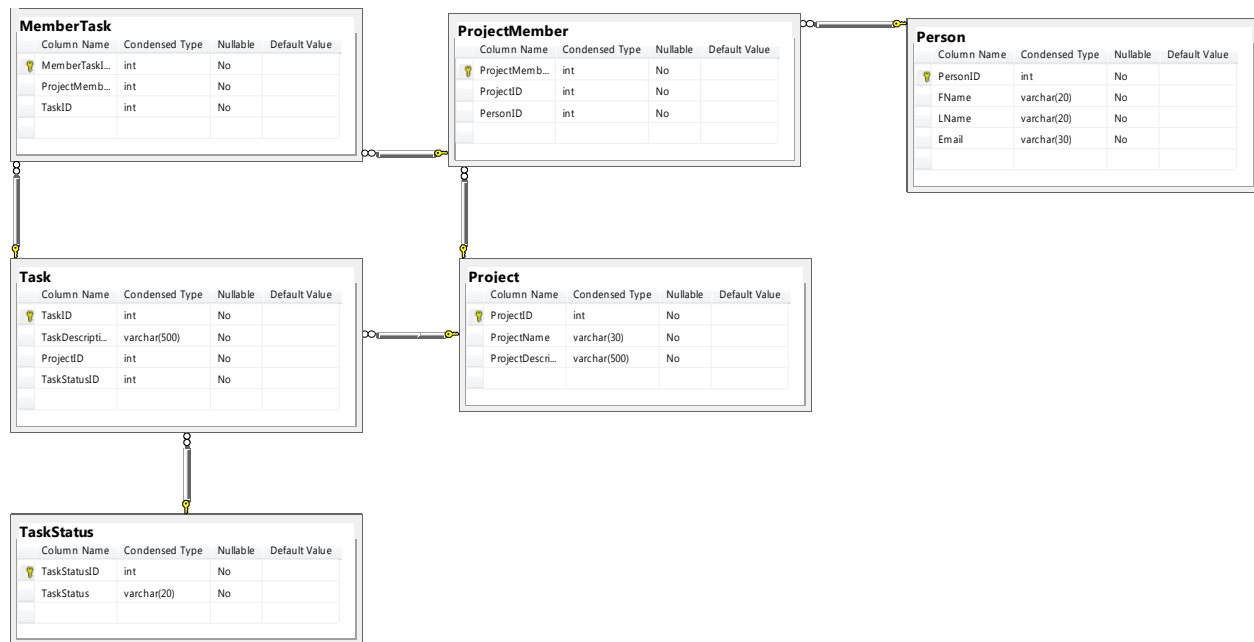 MemberTask
Column Name Condensed Type Nullable Default Value
MemberTaskI... int No
ProjectMemb... int No
TaskID int No
ProjectMember
Column Name Condensed Type Nullable Default Value
ProjectMemb... int No
ProjectID int No
PersonID int No
Person
Column Name Condensed Type Nullable Default Value
PersonID int No
FName varchar(20) No
LName varchar(20) No
Email varchar(30) No
Task
Column Name Condensed Type Nullable Default Value
TaskID int No
TaskDescripti... varchar(500) No
ProjectID int No
TaskStatusID int No
Project
Column Name Condensed Type Nullable Default Value
ProjectID int No
ProjectName varchar(30) No
ProjectDescri... varchar(500) No
TaskStatus
Column Name Condensed Type Nullable Default Value
TaskStatusID int No
TaskStatus varchar(20) No